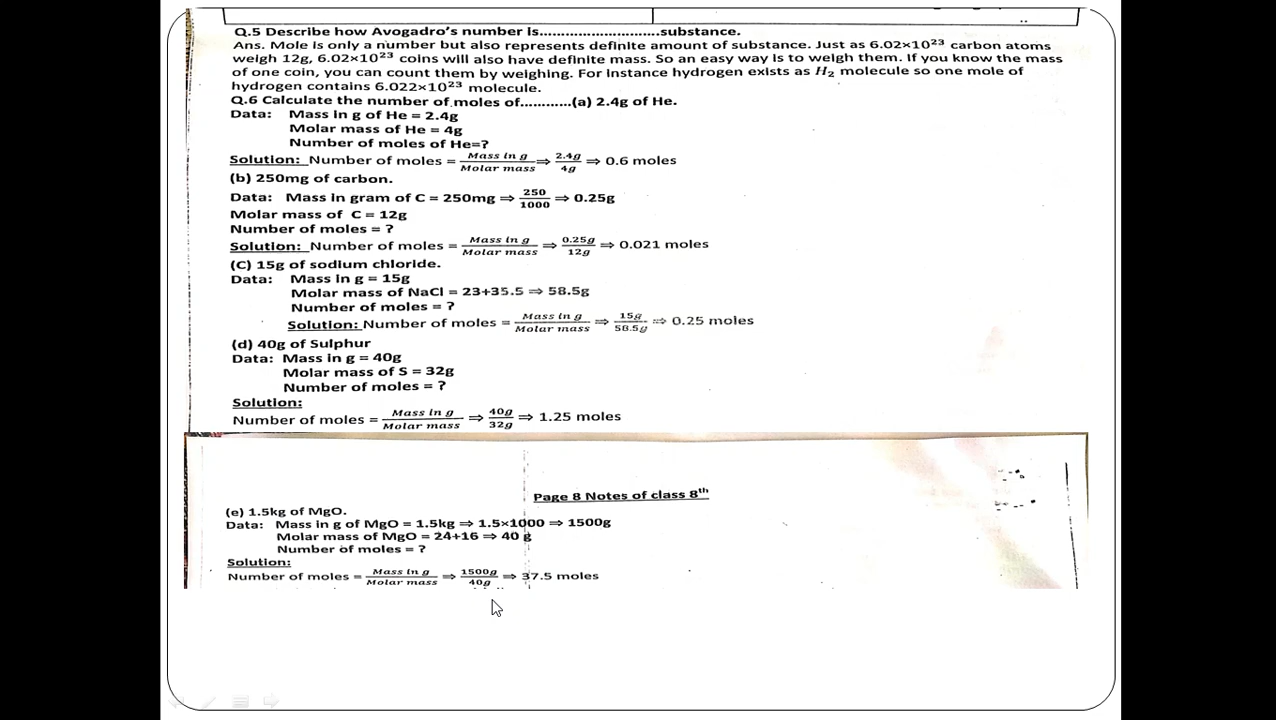 Q.5 Describe how Avogadro's number is............................substance.
Ans. Mole is only a number but also represents definite amount of substance. Just as 6.02×10²³ carbon atoms
weigh 12g, 6.02×10²³ coins will also have definite mass. So an easy way is to weigh them. If you know the mass
of one coin, you can count them by weighing. For instance hydrogen exists as H₂ molecule so one mole of
hydrogen contains 6.022×10²³ molecule.
Q.6 Calculate the number of moles of............(a) 2.4g of He.
Data: Mass in g of He = 2.4g
Molar mass of He = 4g
Number of moles of He=?
Solution: Number of moles = Mass in g / Molar mass ⇒ 2.4g / 4g ⇒ 0.6 moles
(b) 250mg of carbon.
Data: Mass in gram of C = 250mg ⇒ 250 / 1000 ⇒ 0.25g
Molar mass of C = 12g
Number of moles = ?
Solution: Number of moles = Mass in g / Molar mass ⇒ 0.25g / 12g ⇒ 0.021 moles
(C) 15g of sodium chloride.
Data: Mass in g = 15g
Molar mass of NaCl = 23+35.5 ⇒ 58.5g
Number of moles = ?
Solution: Number of moles = Mass in g / Molar mass ⇒ 15g / 58.5g ⇒ 0.25 moles
(d) 40g of Sulphur
Data: Mass in g = 40g
Molar mass of S = 32g
Number of moles = ?
Solution:
Number of moles = Mass in g / Molar mass ⇒ 40g / 32g ⇒ 1.25 moles
Page 8 Notes of class 8th
(e) 1.5kg of MgO.
Data: Mass in g of MgO = 1.5kg ⇒ 1.5×1000 ⇒ 1500g
Molar mass of MgO = 24+16 ⇒ 40 g
Number of moles = ?
Solution:
Number of moles = Mass in g / Molar mass ⇒ 1500g / 40g ⇒ 37.5 moles